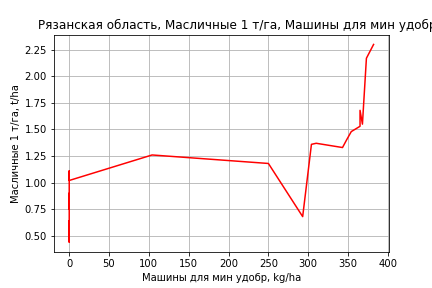 Рязанская область, Масличные 1 т/га, Машины для мин удобр
2.25
2.00
1.75
1.50
1.25
1.00
0.75
0.50
Масличные 1 т/га, t/ha
0 50 100 150 200 250 300 350 400
Машины для мин удобр, kg/ha